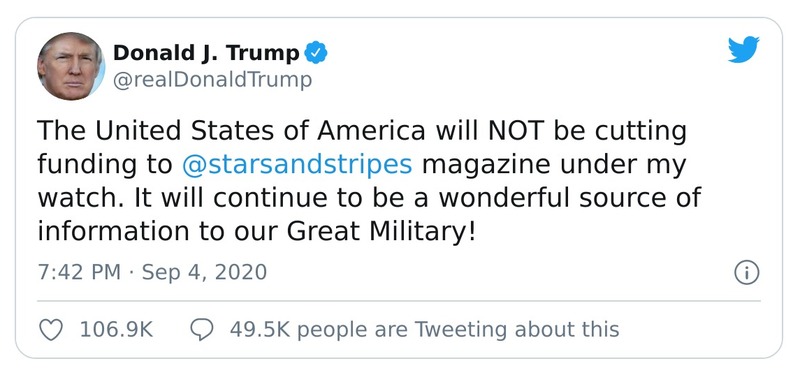 Donald J. Trump
@realDonaldTrump
The United States of America will NOT be cutting
funding to @starsandstripes magazine under my
watch. It will continue to be a wonderful source of
information to our Great Military!
7:42 PM · Sep 4, 2020
106.9K 49.5K people are Tweeting about this